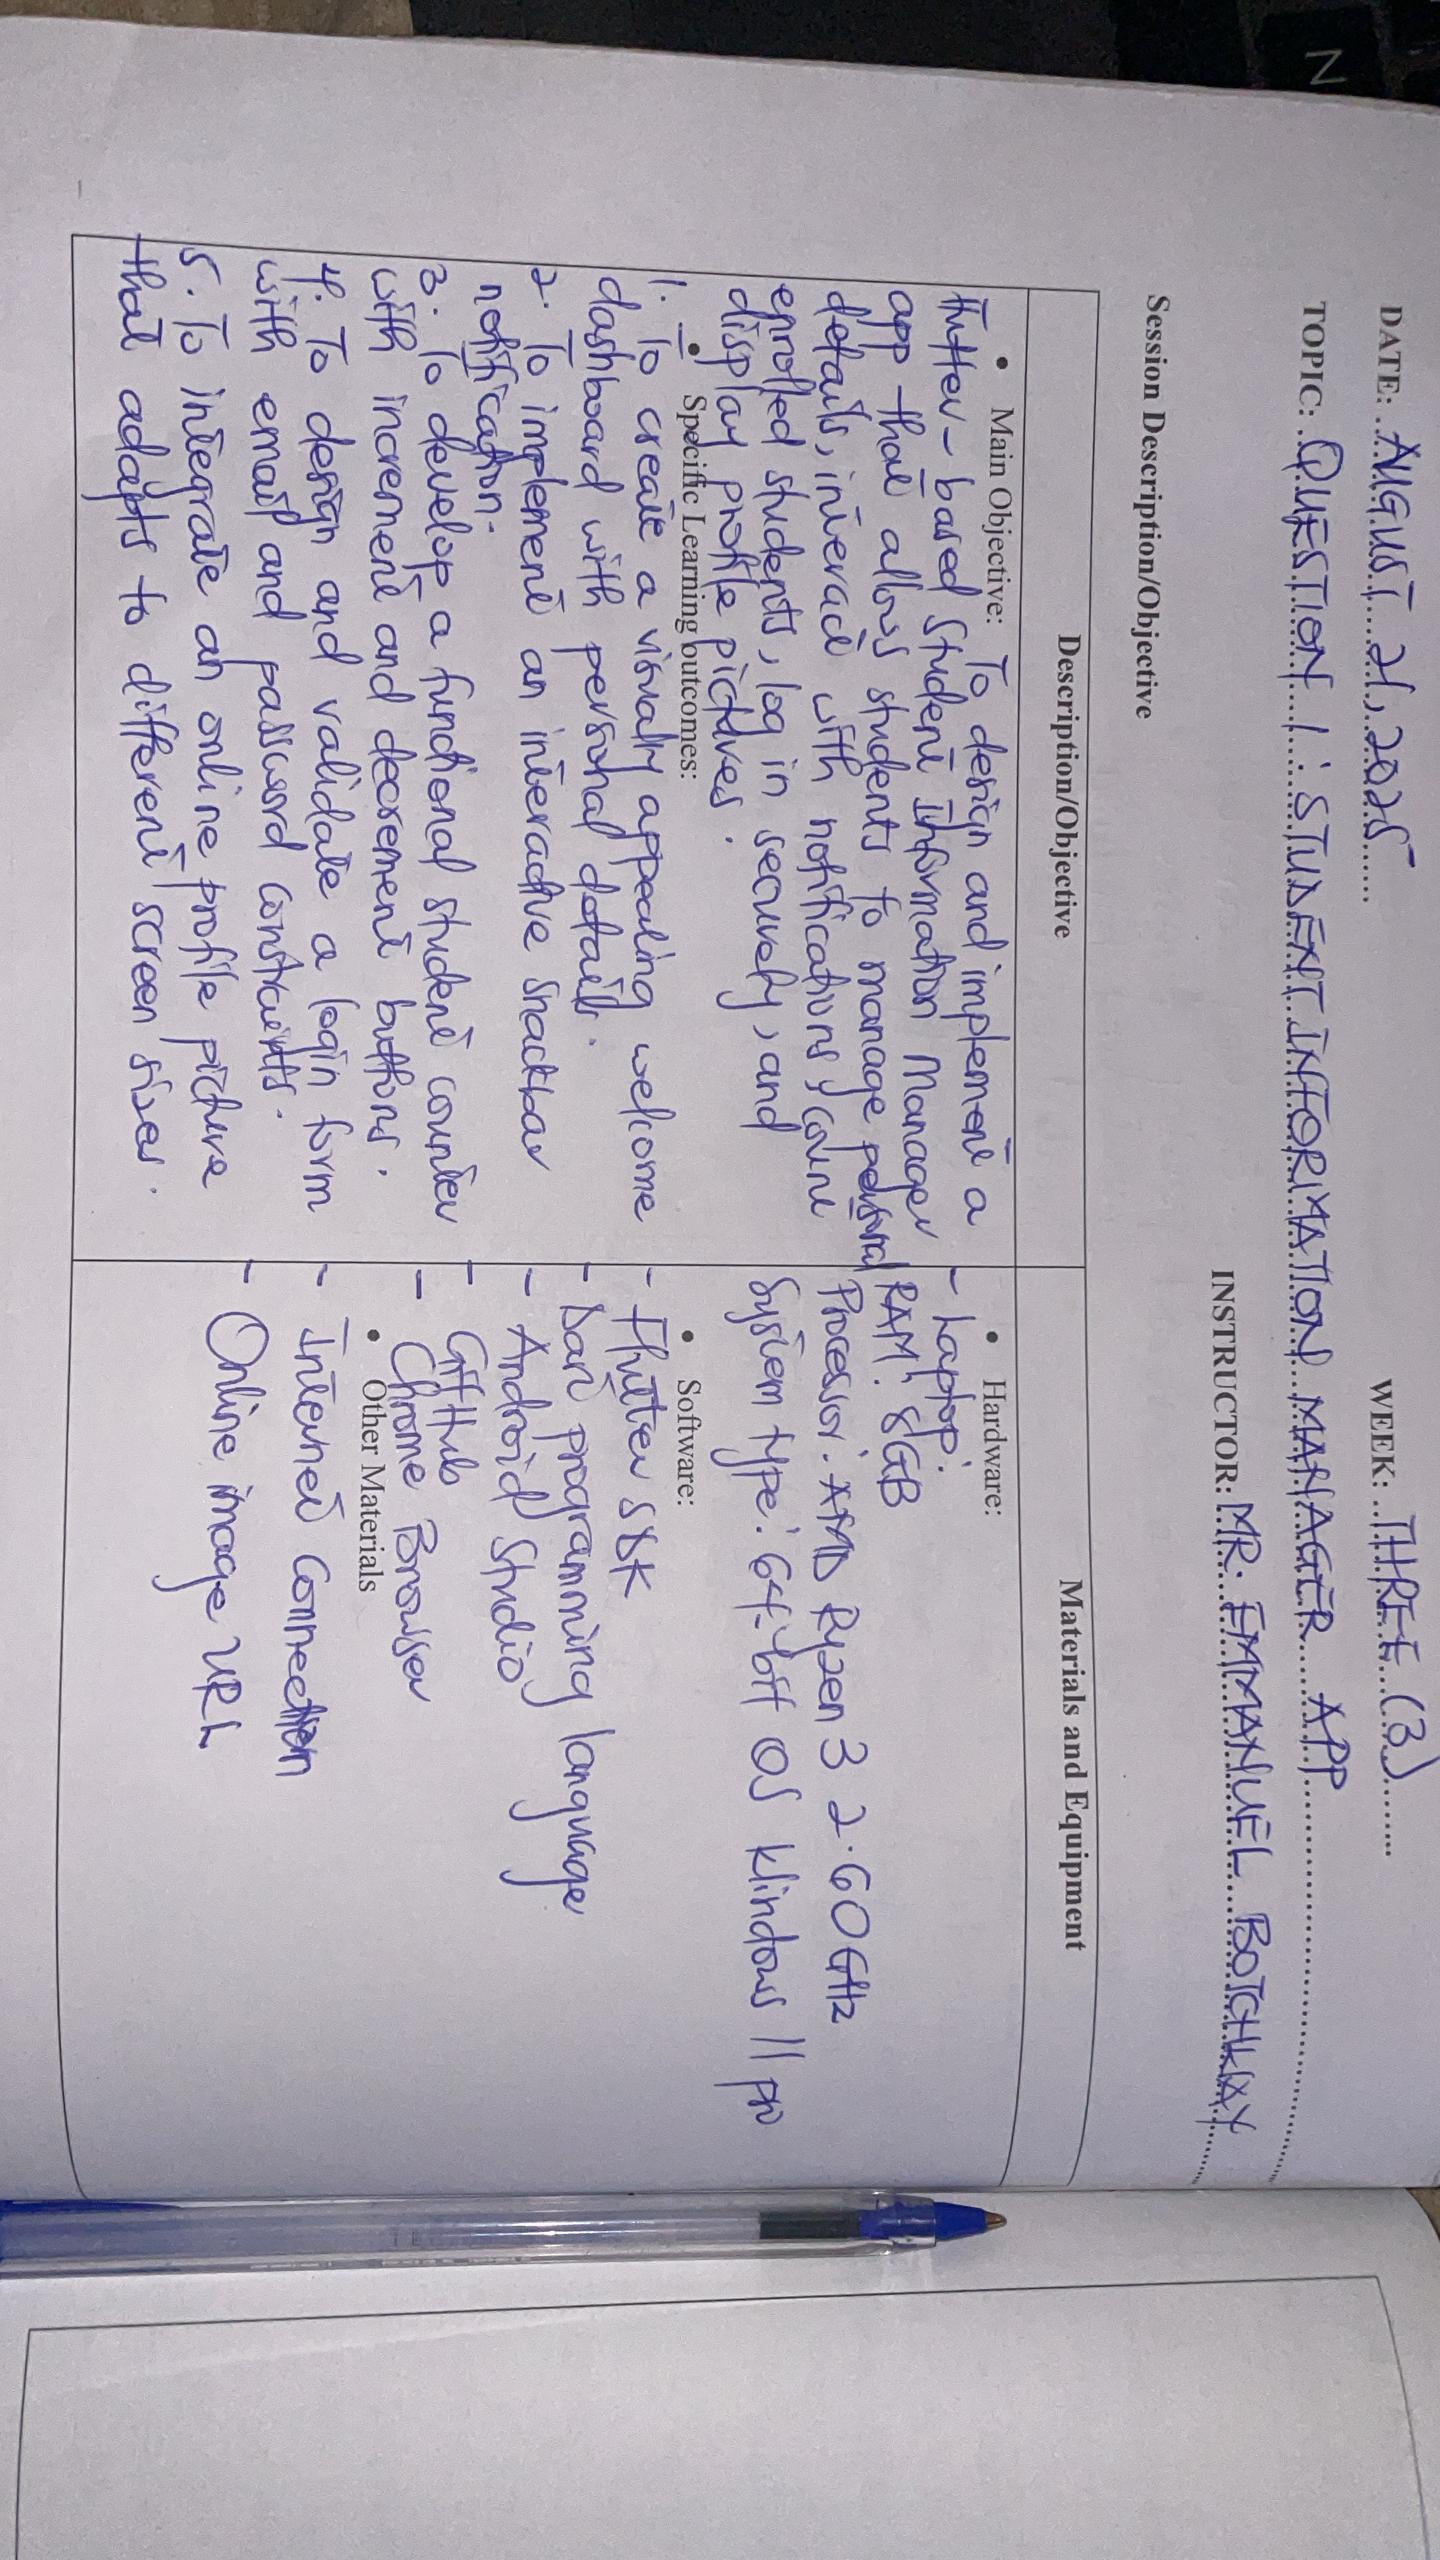 DATE: AUGUST 21, 2025
WEEK: THREE (3)
TOPIC: QUESTION 1: STUDENT INFORMATION MANAGER APP
INSTRUCTOR: MR. EMMANUEL BOTCHWAY
Session Description/Objective
Description/Objective
• Main Objective: To design and implement a
flutter-based Student Information Manager
app that allows students to manage personal
details, interact with notifications, count
enrolled students, log in securely, and
display profile pictures.
• Specific Learning outcomes:
1. To create a visually appealing welcome
dashboard with personal details.
2. To implement an interactive Snackbar
notification.
3. To develop a functional student counter
with increment and decrement buttons.
4. To design and validate a login form
with email and password constraints.
5. To integrate an online profile picture
that adapts to different screen sizes.
Materials and Equipment
• Hardware:
- Laptop:
RAM: 8GB
Processor: AMD Ryzen 3 2.60GHz
System type: 64-bit OS Windows 11 pro
• Software:
- Flutter SDK
- Dart programming language
- Android Studio
- GitHub
- Chrome Browser
• Other Materials
- Internet Connection
- Online image URL
N